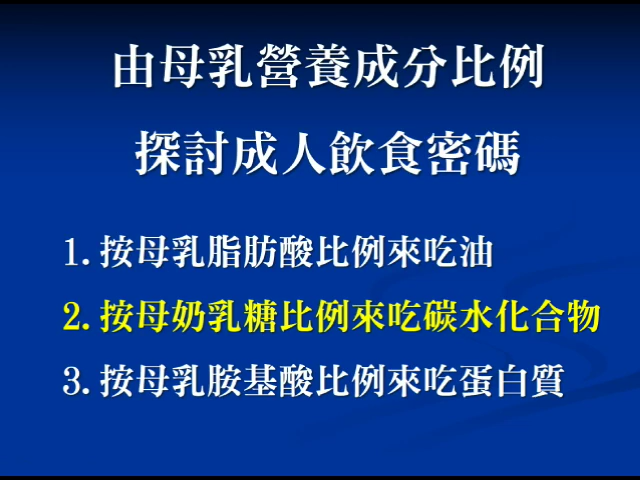 由母乳營養成分比例
探討成人飲食密碼
1.按母乳脂肪酸比例來吃油
2.按母奶乳糖比例來吃碳水化合物
3.按母乳胺基酸比例來吃蛋白質